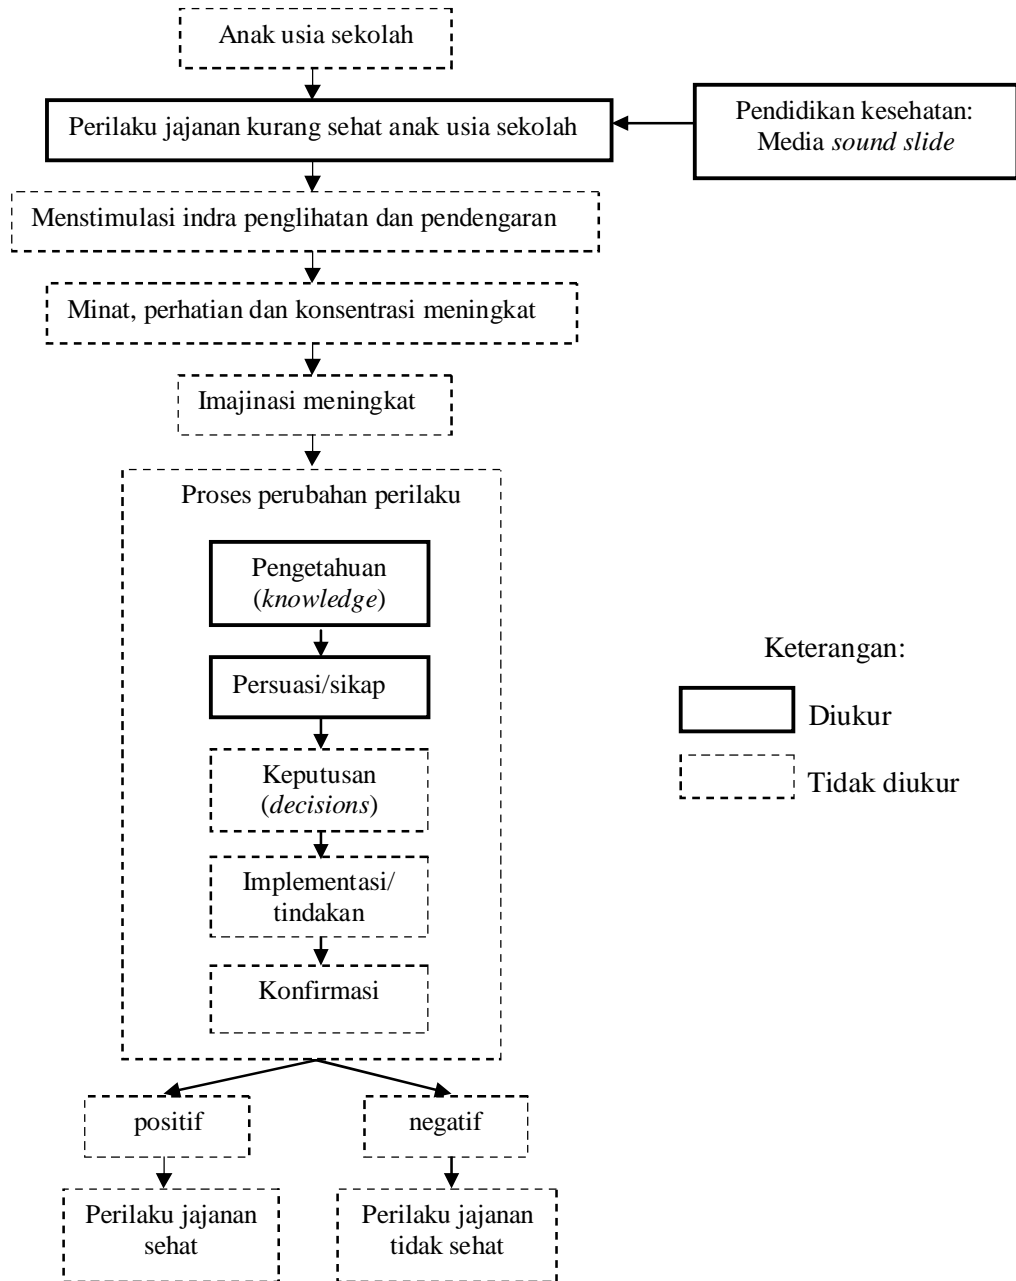 Anak usia sekolah
Perilaku jajanan kurang sehat anak usia sekolah
Pendidikan kesehatan:
Media sound slide
Menstimulasi indra penglihatan dan pendengaran
Minat, perhatian dan konsentrasi meningkat
Imajinasi meningkat
Proses perubahan perilaku
Pengetahuan
(knowledge)
Persuasi/sikap
Keputusan
(decisions)
Implementasi/
tindakan
Konfirmasi
Keterangan:
Diukur
Tidak diukur
positif
negatif
Perilaku jajanan
sehat
Perilaku jajanan
tidak sehat